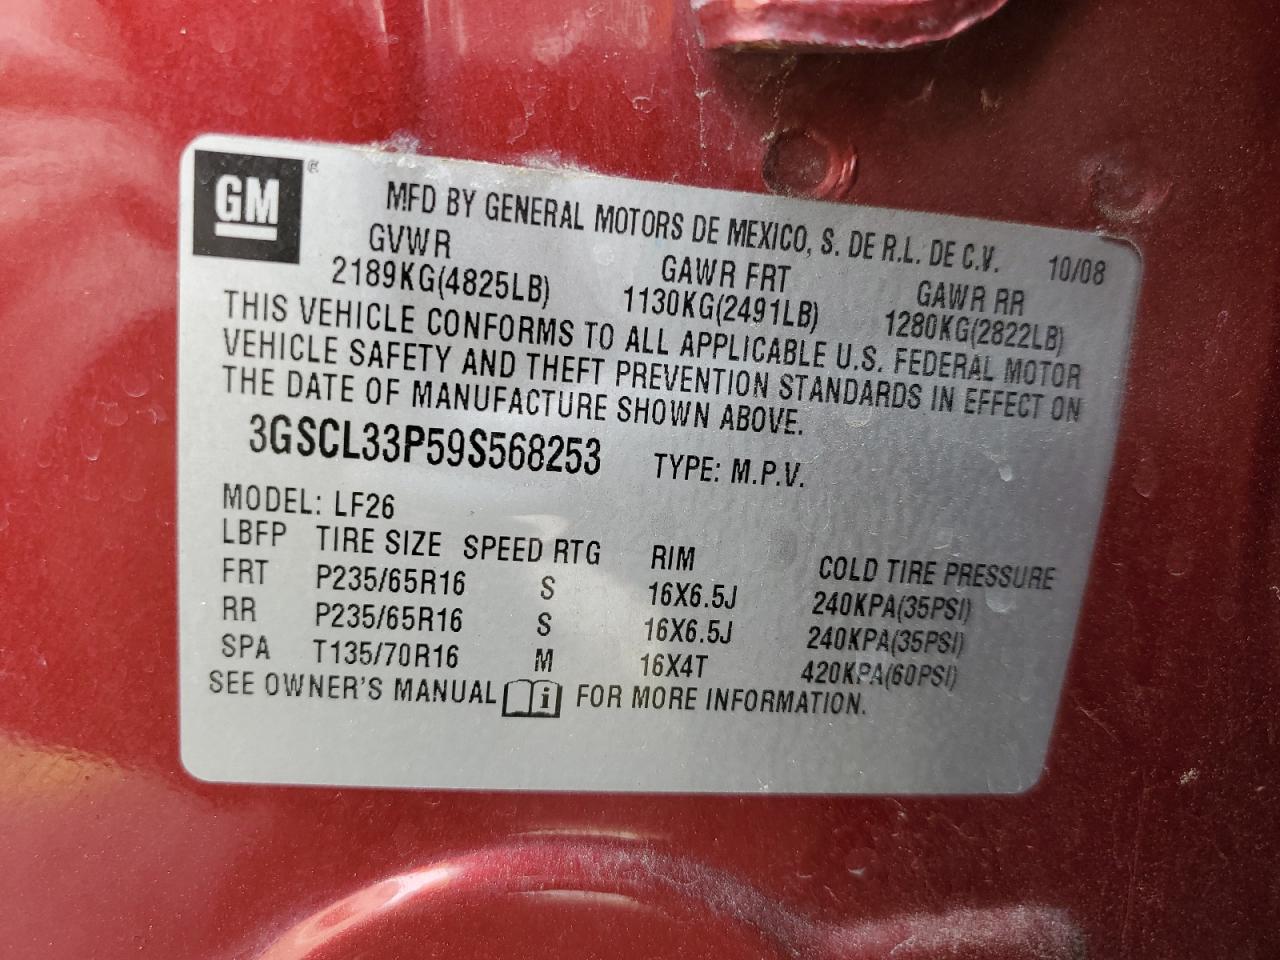 GM ®
MFD BY GENERAL MOTORS DE MEXICO, S. DE R.L. DE C.V. 10/08
GVWR GAWR FRT GAWR RR
2189KG(4825LB) 1130KG(2491LB) 1280KG(2822LB)
THIS VEHICLE CONFORMS TO ALL APPLICABLE U.S. FEDERAL MOTOR
VEHICLE SAFETY AND THEFT PREVENTION STANDARDS IN EFFECT ON
THE DATE OF MANUFACTURE SHOWN ABOVE.
3GSCL33P59S568253 TYPE: M.P.V.
MODEL: LF26
LBFP TIRE SIZE SPEED RTG RIM COLD TIRE PRESSURE
FRT P235/65R16 S 16X6.5J 240KPA(35PSI)
RR P235/65R16 S 16X6.5J 240KPA(35PSI)
SPA T135/70R16 M 16X4T 420KPA(60PSI)
SEE OWNER'S MANUAL i FOR MORE INFORMATION.